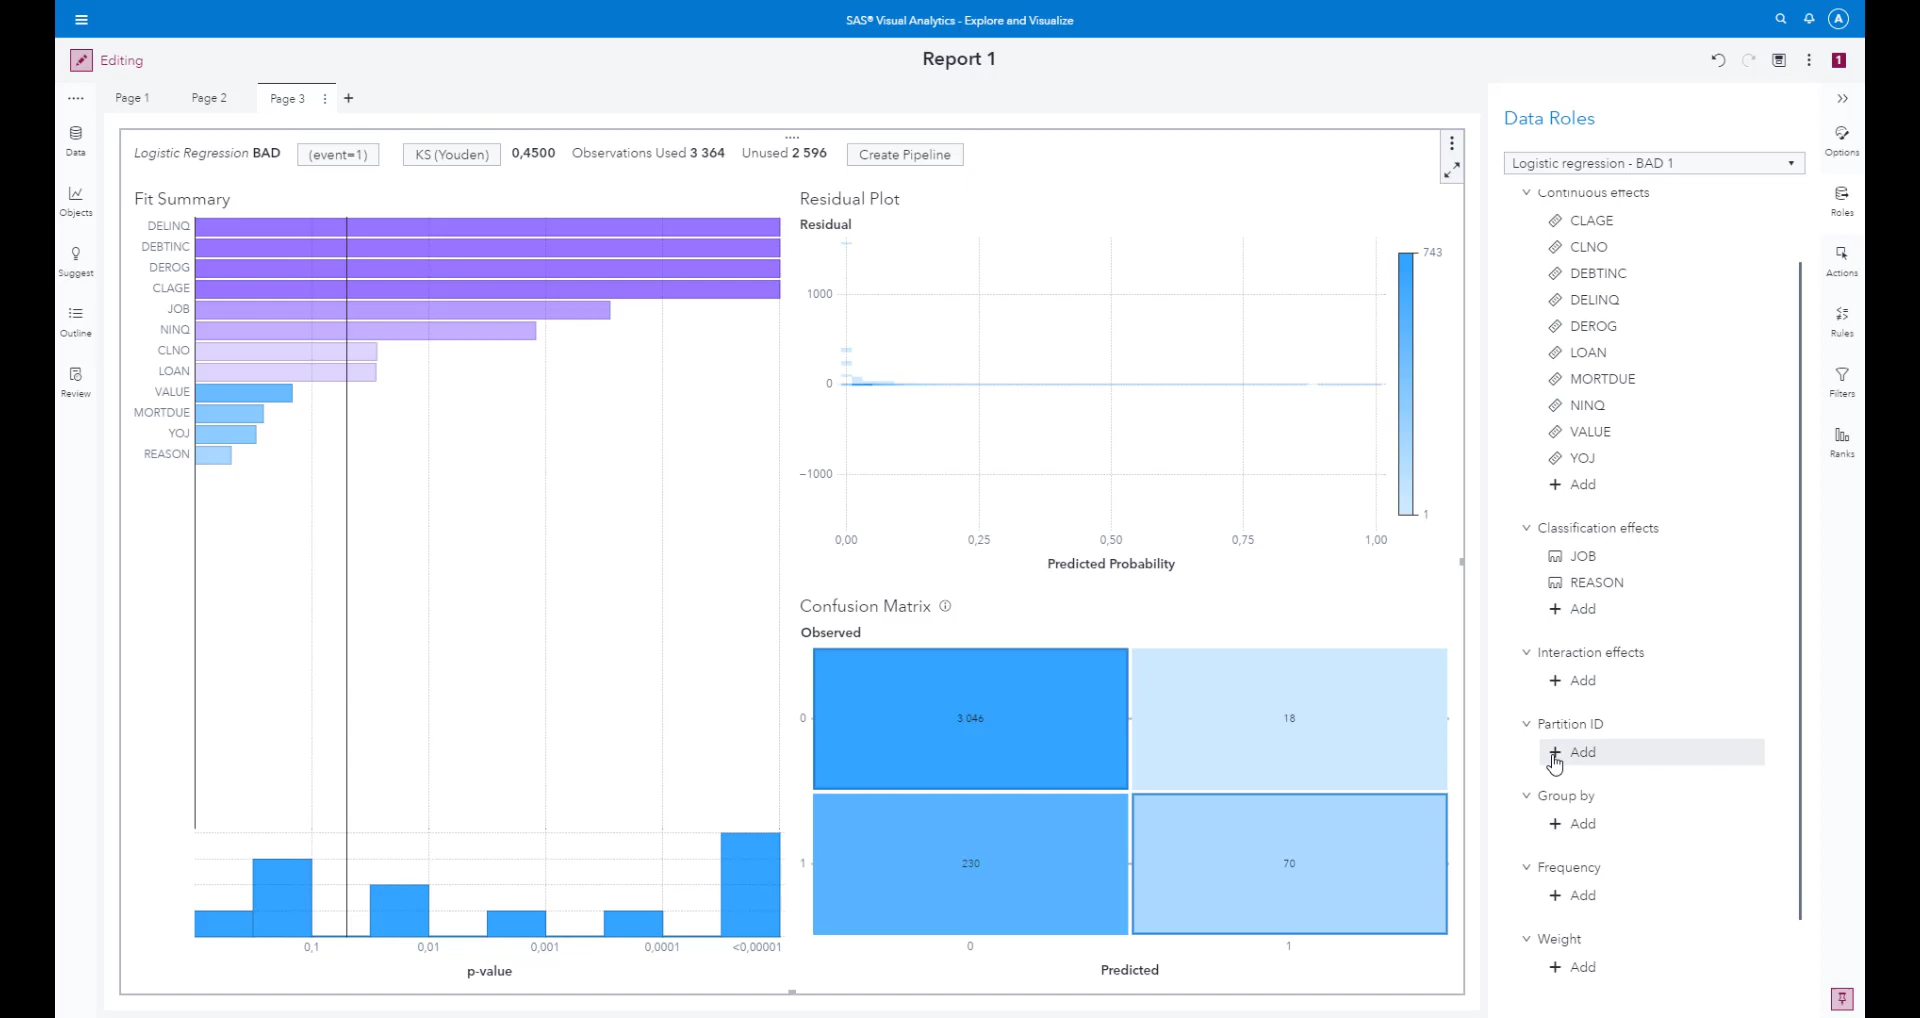 SAS® Visual Analytics - Explore and Visualize
A
Editing
Report 1
1
Page 1
Page 2
Page 3
Data
Objects
Suggest
Outline
Review
Logistic Regression BAD
(event=1)
KS (Youden)
0,4500
Observations Used 3 364
Unused 2 596
Create Pipeline
Fit Summary
DELINQ
DEBTINC
DEROG
CLAGE
JOB
NINQ
CLNO
LOAN
VALUE
MORTDUE
YOJ
REASON
0,1
0,01
0,001
0,0001
<0,00001
p-value
Residual Plot
Residual
1000
0
−1000
0,00
0,25
0,50
0,75
1,00
Predicted Probability
743
1
Confusion Matrix
Observed
0
3 046
18
1
230
70
0
1
Predicted
Data Roles
Logistic regression - BAD 1
Continuous effects
CLAGE
CLNO
DEBTINC
DELINQ
DEROG
LOAN
MORTDUE
NINQ
VALUE
YOJ
Add
Classification effects
JOB
REASON
Add
Interaction effects
Add
Partition ID
Add
Group by
Add
Frequency
Add
Weight
Add
Options
Roles
Actions
Rules
Filters
Ranks